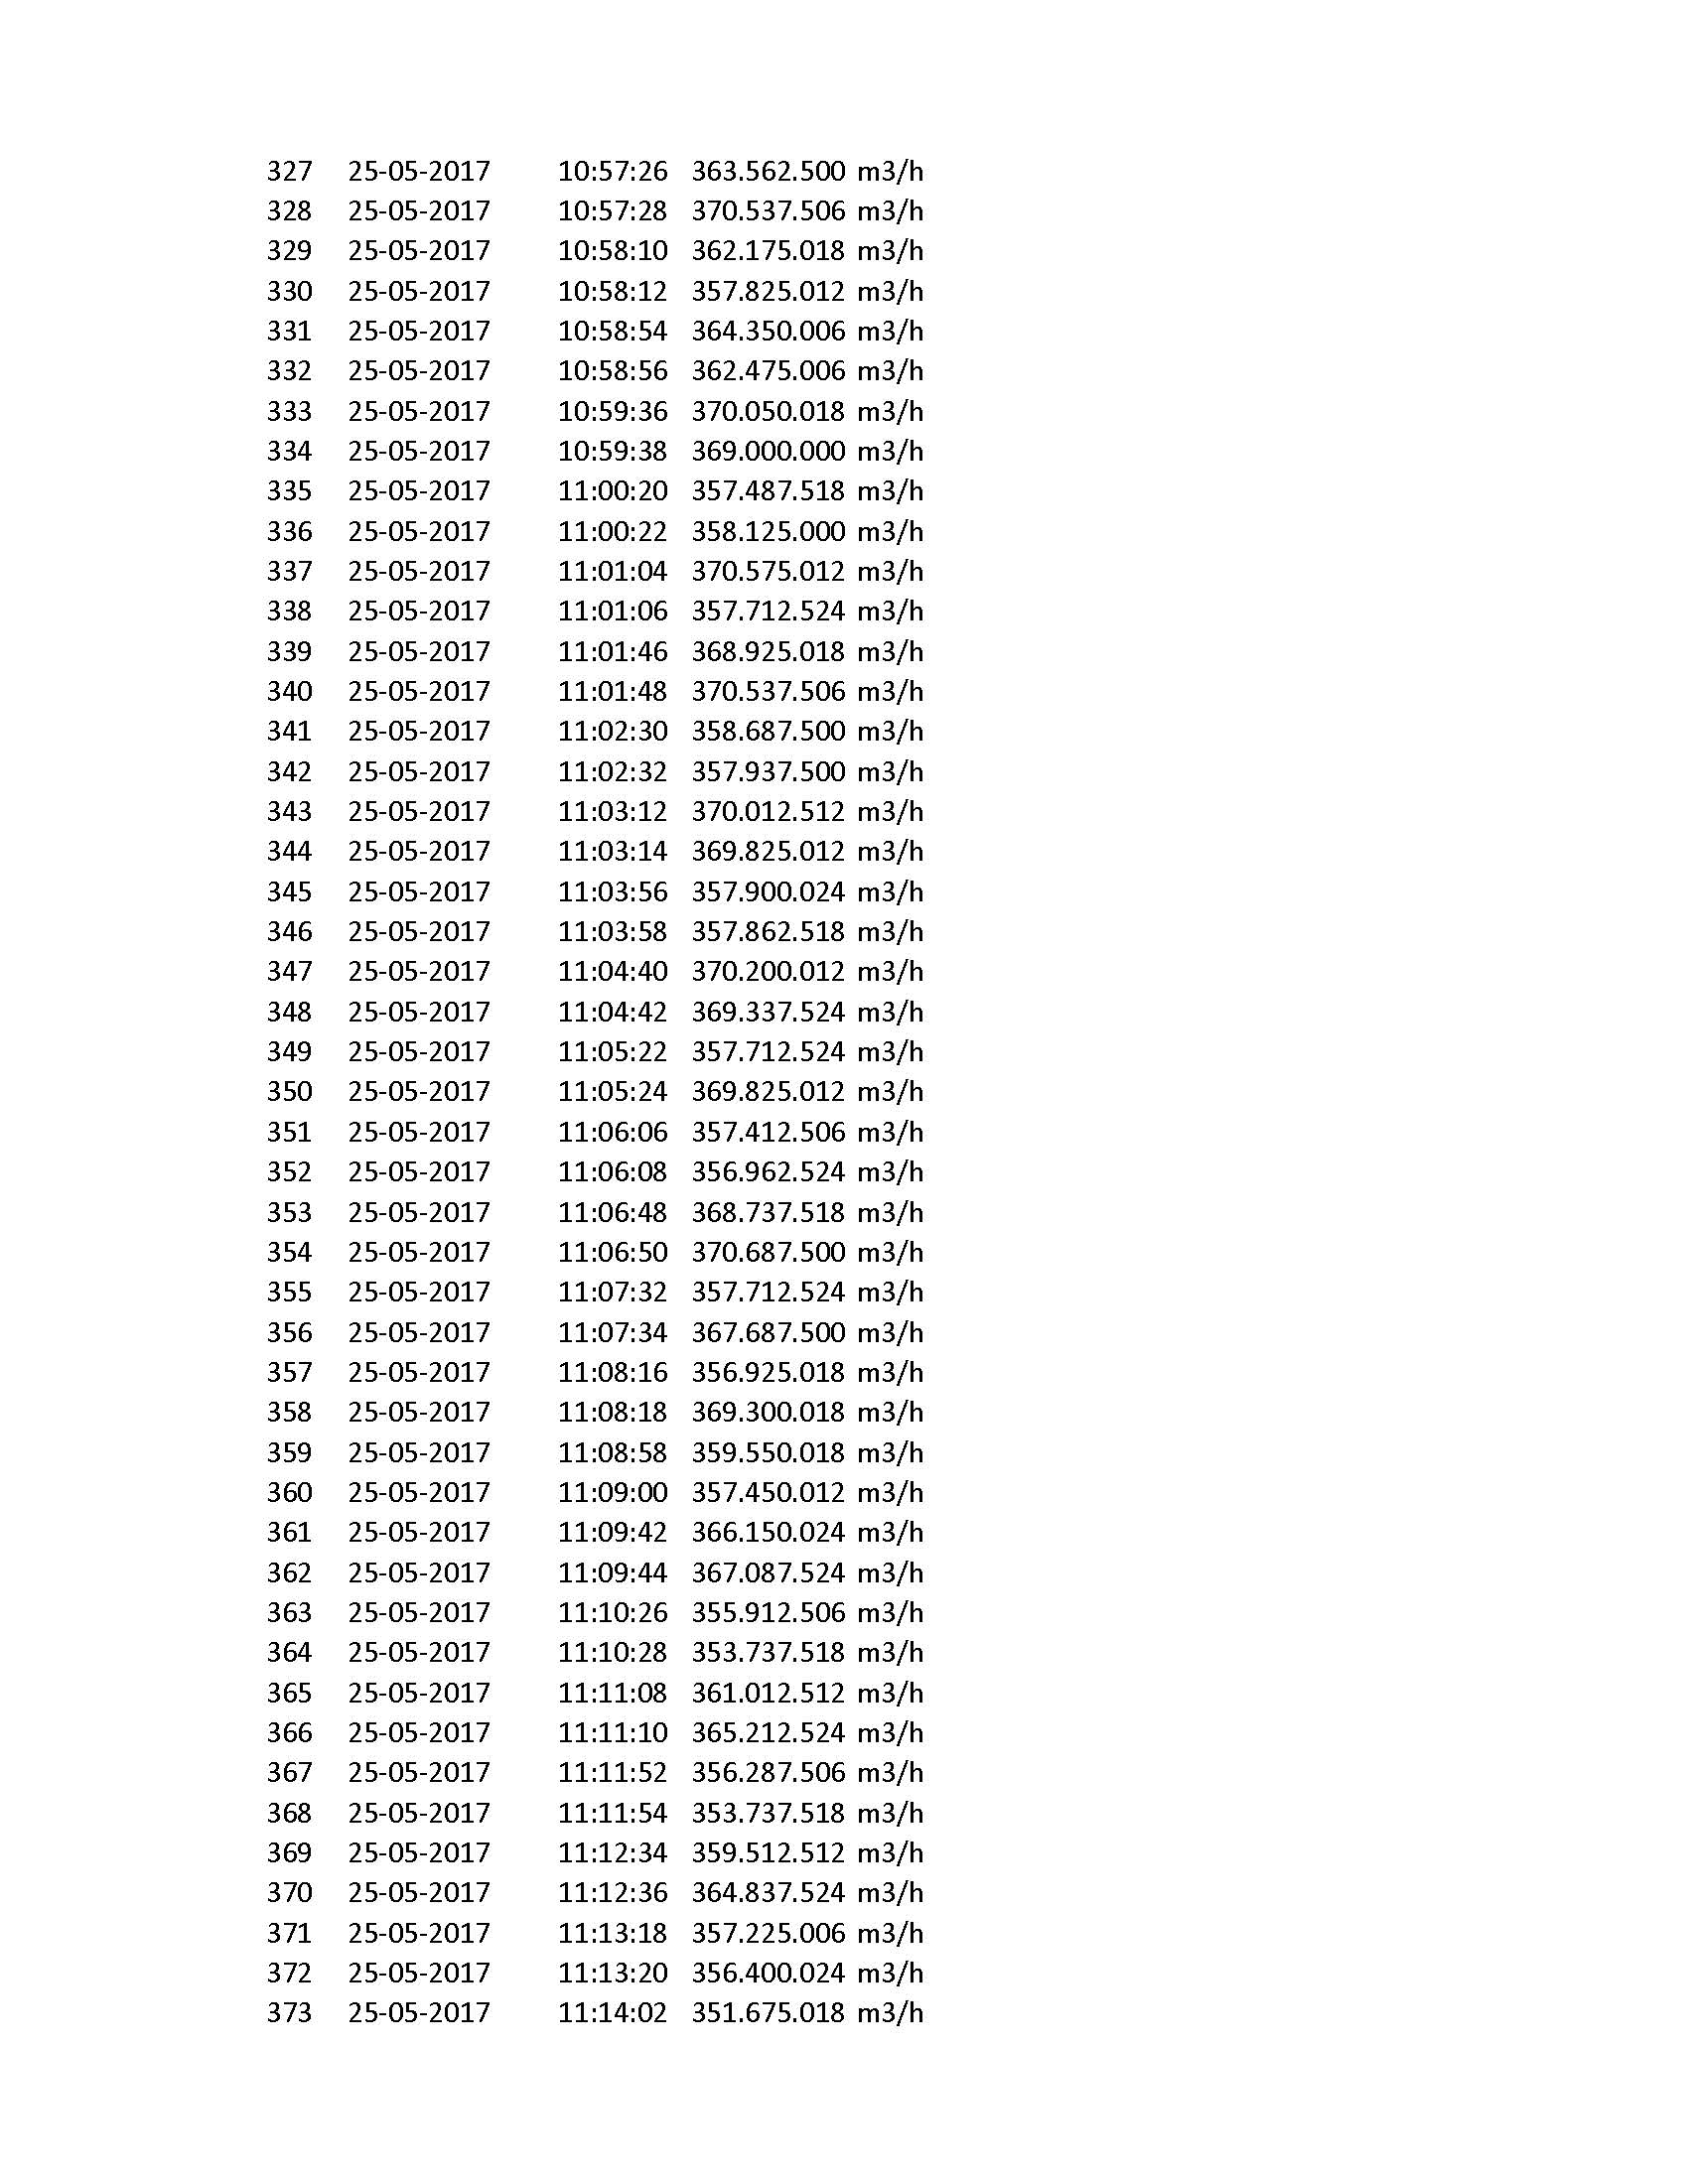 327 25-05-2017 10:57:26 363.562.500 m3/h
328 25-05-2017 10:57:28 370.537.506 m3/h
329 25-05-2017 10:58:10 362.175.018 m3/h
330 25-05-2017 10:58:12 357.825.012 m3/h
331 25-05-2017 10:58:54 364.350.006 m3/h
332 25-05-2017 10:58:56 362.475.006 m3/h
333 25-05-2017 10:59:36 370.050.018 m3/h
334 25-05-2017 10:59:38 369.000.000 m3/h
335 25-05-2017 11:00:20 357.487.518 m3/h
336 25-05-2017 11:00:22 358.125.000 m3/h
337 25-05-2017 11:01:04 370.575.012 m3/h
338 25-05-2017 11:01:06 357.712.524 m3/h
339 25-05-2017 11:01:46 368.925.018 m3/h
340 25-05-2017 11:01:48 370.537.506 m3/h
341 25-05-2017 11:02:30 358.687.500 m3/h
342 25-05-2017 11:02:32 357.937.500 m3/h
343 25-05-2017 11:03:12 370.012.512 m3/h
344 25-05-2017 11:03:14 369.825.012 m3/h
345 25-05-2017 11:03:56 357.900.024 m3/h
346 25-05-2017 11:03:58 357.862.518 m3/h
347 25-05-2017 11:04:40 370.200.012 m3/h
348 25-05-2017 11:04:42 369.337.524 m3/h
349 25-05-2017 11:05:22 357.712.524 m3/h
350 25-05-2017 11:05:24 369.825.012 m3/h
351 25-05-2017 11:06:06 357.412.506 m3/h
352 25-05-2017 11:06:08 356.962.524 m3/h
353 25-05-2017 11:06:48 368.737.518 m3/h
354 25-05-2017 11:06:50 370.687.500 m3/h
355 25-05-2017 11:07:32 357.712.524 m3/h
356 25-05-2017 11:07:34 367.687.500 m3/h
357 25-05-2017 11:08:16 356.925.018 m3/h
358 25-05-2017 11:08:18 369.300.018 m3/h
359 25-05-2017 11:08:58 359.550.018 m3/h
360 25-05-2017 11:09:00 357.450.012 m3/h
361 25-05-2017 11:09:42 366.150.024 m3/h
362 25-05-2017 11:09:44 367.087.524 m3/h
363 25-05-2017 11:10:26 355.912.506 m3/h
364 25-05-2017 11:10:28 353.737.518 m3/h
365 25-05-2017 11:11:08 361.012.512 m3/h
366 25-05-2017 11:11:10 365.212.524 m3/h
367 25-05-2017 11:11:52 356.287.506 m3/h
368 25-05-2017 11:11:54 353.737.518 m3/h
369 25-05-2017 11:12:34 359.512.512 m3/h
370 25-05-2017 11:12:36 364.837.524 m3/h
371 25-05-2017 11:13:18 357.225.006 m3/h
372 25-05-2017 11:13:20 356.400.024 m3/h
373 25-05-2017 11:14:02 351.675.018 m3/h